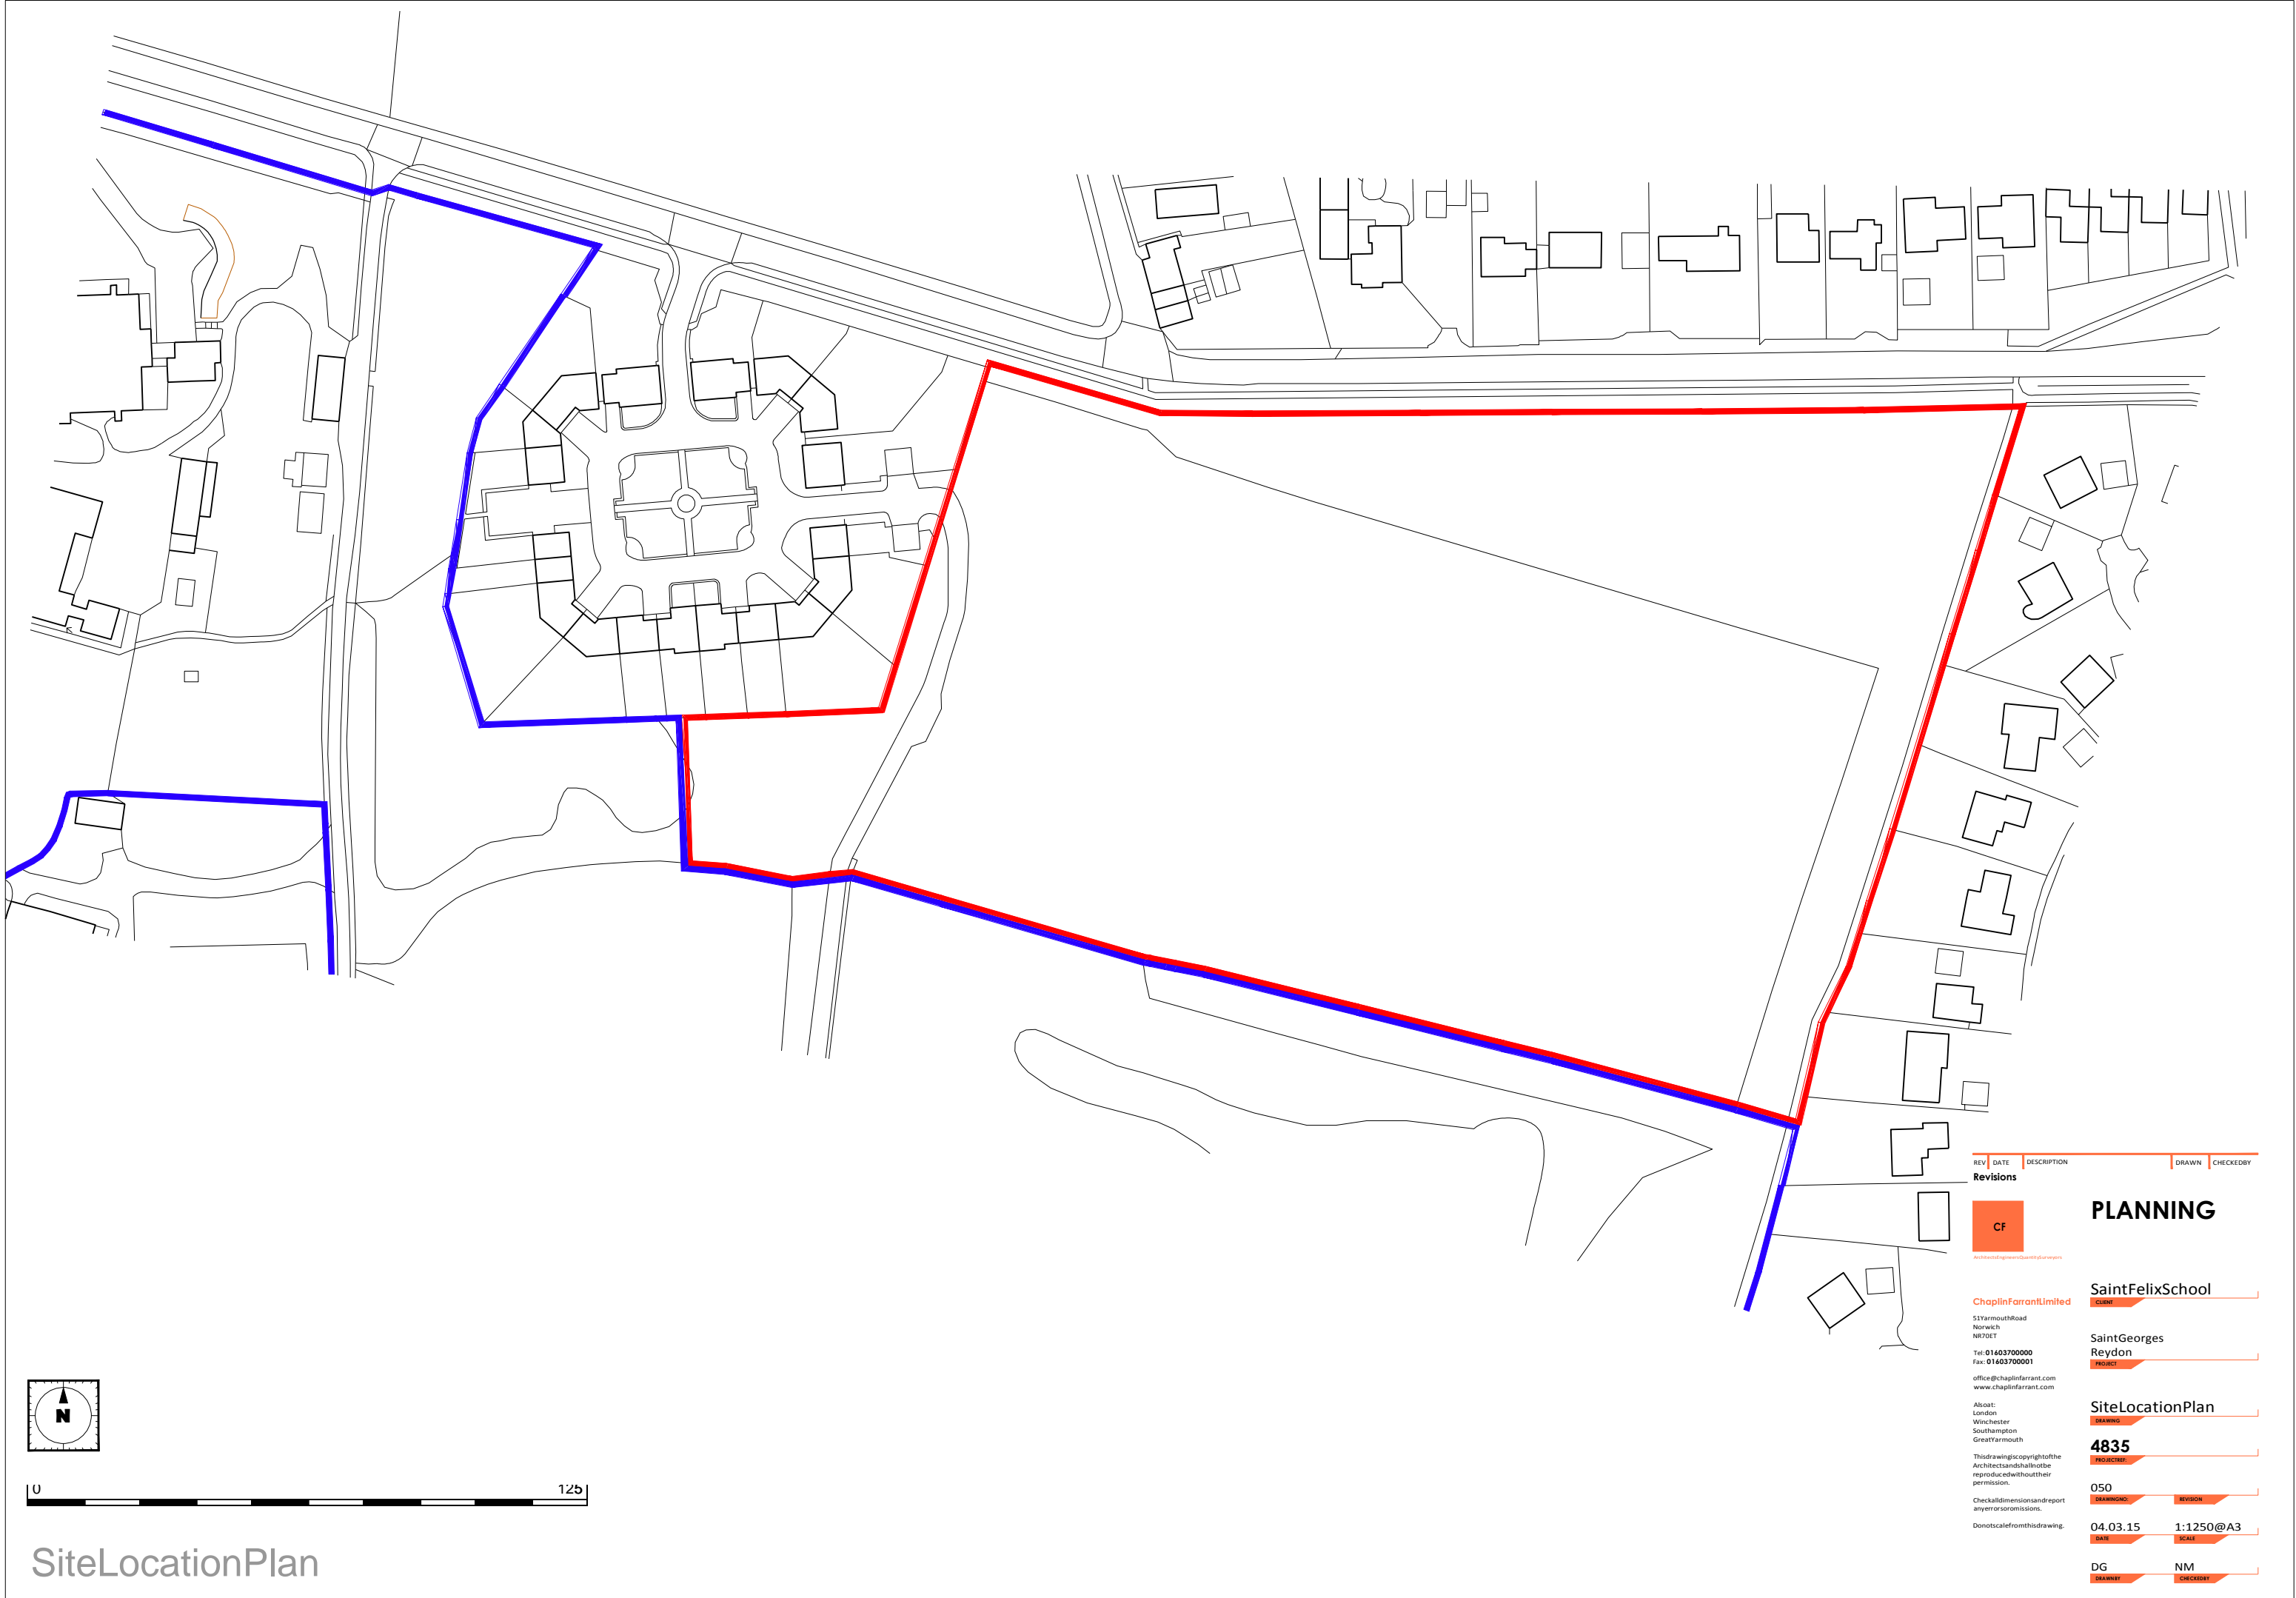 REV DATE DESCRIPTION DRAWN CHECKEDBY
Revisions
CF
PLANNING
ArchitectsEngineersQuantitySurveyors
ChaplinFarrantLimited
51YarmouthRoad
Norwich
NR70ET
Tel:01603700000
Fax:01603700001
office@chaplinfarrant.com
www.chaplinfarrant.com
Alsoat:
London
Winchester
Southampton
GreatYarmouth
Thisdrawingiscopyrightofthe
Architectsandshallnotbe
reproducedwithouttheir
permission.
Checkalldimensionsandreport
anyerrorsoromissions.
Donotscalefromthisdrawing.
SaintFelixSchool
CLIENT
SaintGeorges
Reydon
PROJECT
SiteLocationPlan
DRAWING
4835
PROJECTREF:
050
DRAWINGNO: REVISION
04.03.15 1:1250@A3
DATE SCALE
DG NM
DRAWNBY CHECKEDBY
N
0 125
SiteLocationPlan